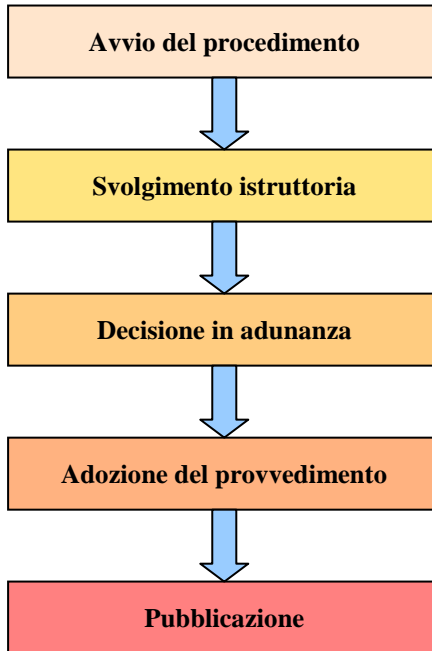 Avvio del procedimento
Svolgimento istruttoria
Decisione in adunanza
Adozione del provvedimento
Pubblicazione